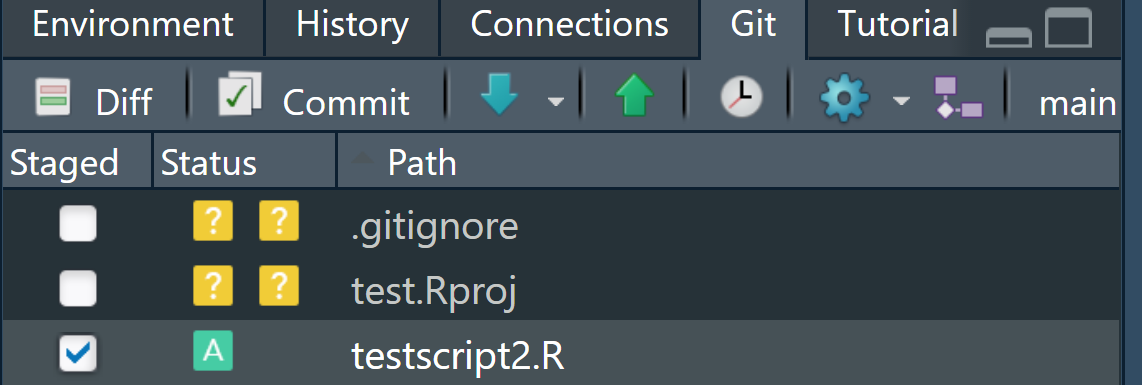 Environment History Connections Git Tutorial
Diff Commit main
Staged Status Path
? ? .gitignore
? ? test.Rproj
A testscript2.R